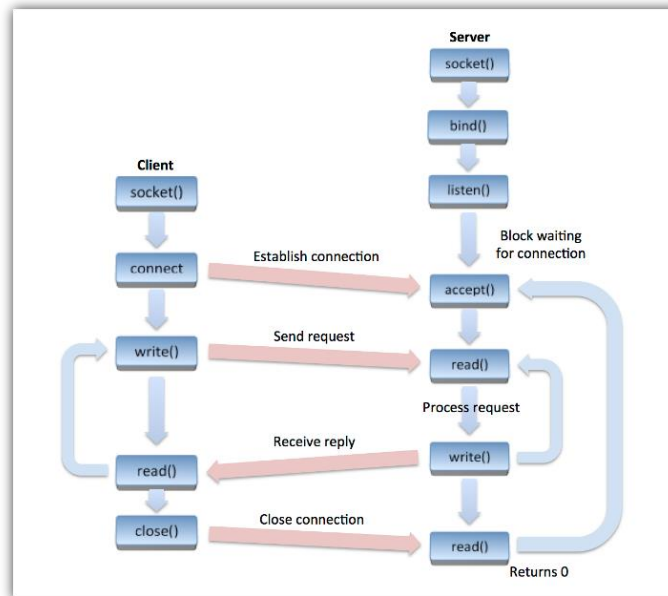 Server
socket()
bind()
Client
listen()
socket()
Block waiting
for connection
Establish connection
connect
accept()
Send request
write()
read()
Process request
Receive reply
write()
read()
Close connection
close()
read()
Returns 0